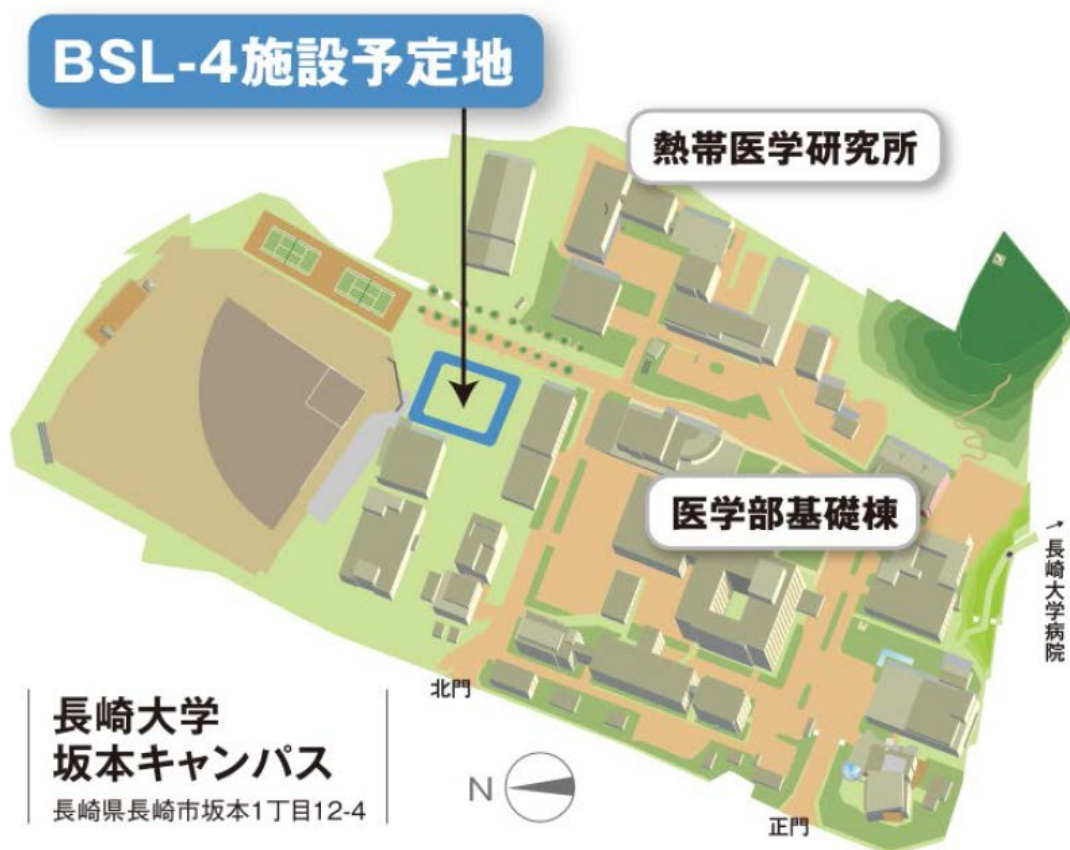 BSL-4施設予定地
熱帯医学研究所
医学部基礎棟
↑長崎大学病院
北門
長崎大学
坂本キャンパス
長崎県長崎市坂本1丁目12-4
N
正門